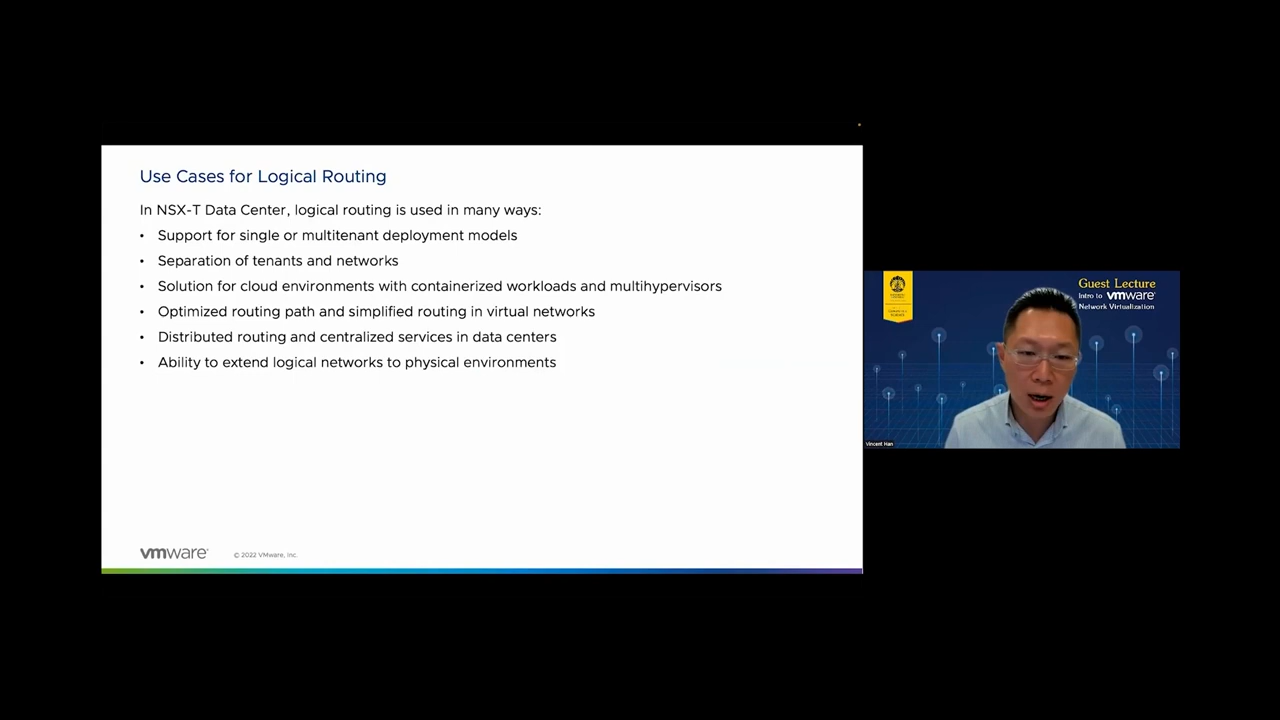 Use Cases for Logical Routing
In NSX-T Data Center, logical routing is used in many ways:
• Support for single or multitenant deployment models
• Separation of tenants and networks
• Solution for cloud environments with containerized workloads and multihypervisors
• Optimized routing path and simplified routing in virtual networks
• Distributed routing and centralized services in data centers
• Ability to extend logical networks to physical environments
vmware®
© 2022 VMware, Inc.
Guest Lecture
Intro to vmware®
Network Virtualization
Vincent Han